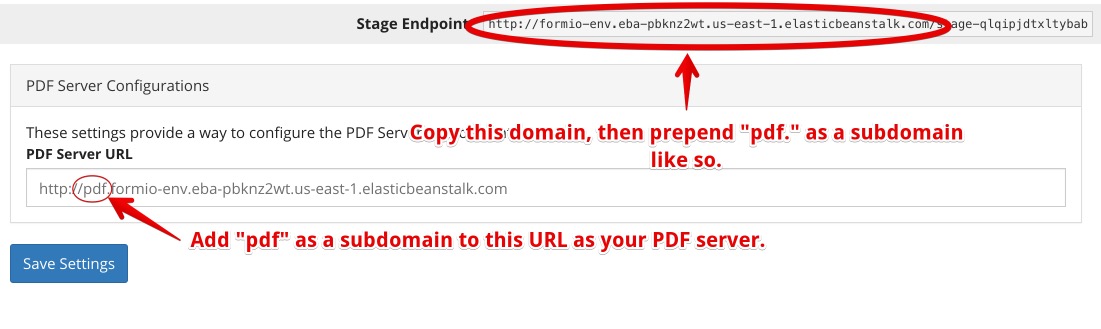 Stage Endpoint http://formio-env.eba-pbknz2wt.us-east-1.elasticbeanstalk.com/stage-qlqipjdtxltybab
PDF Server Configurations
These settings provide a way to configure the PDF Serv
Copy this domain, then prepend "pdf." as a subdomain
like so.
PDF Server URL
http://pdf.formio-env.eba-pbknz2wt.us-east-1.elasticbeanstalk.com
Add "pdf" as a subdomain to this URL as your PDF server.
Save Settings